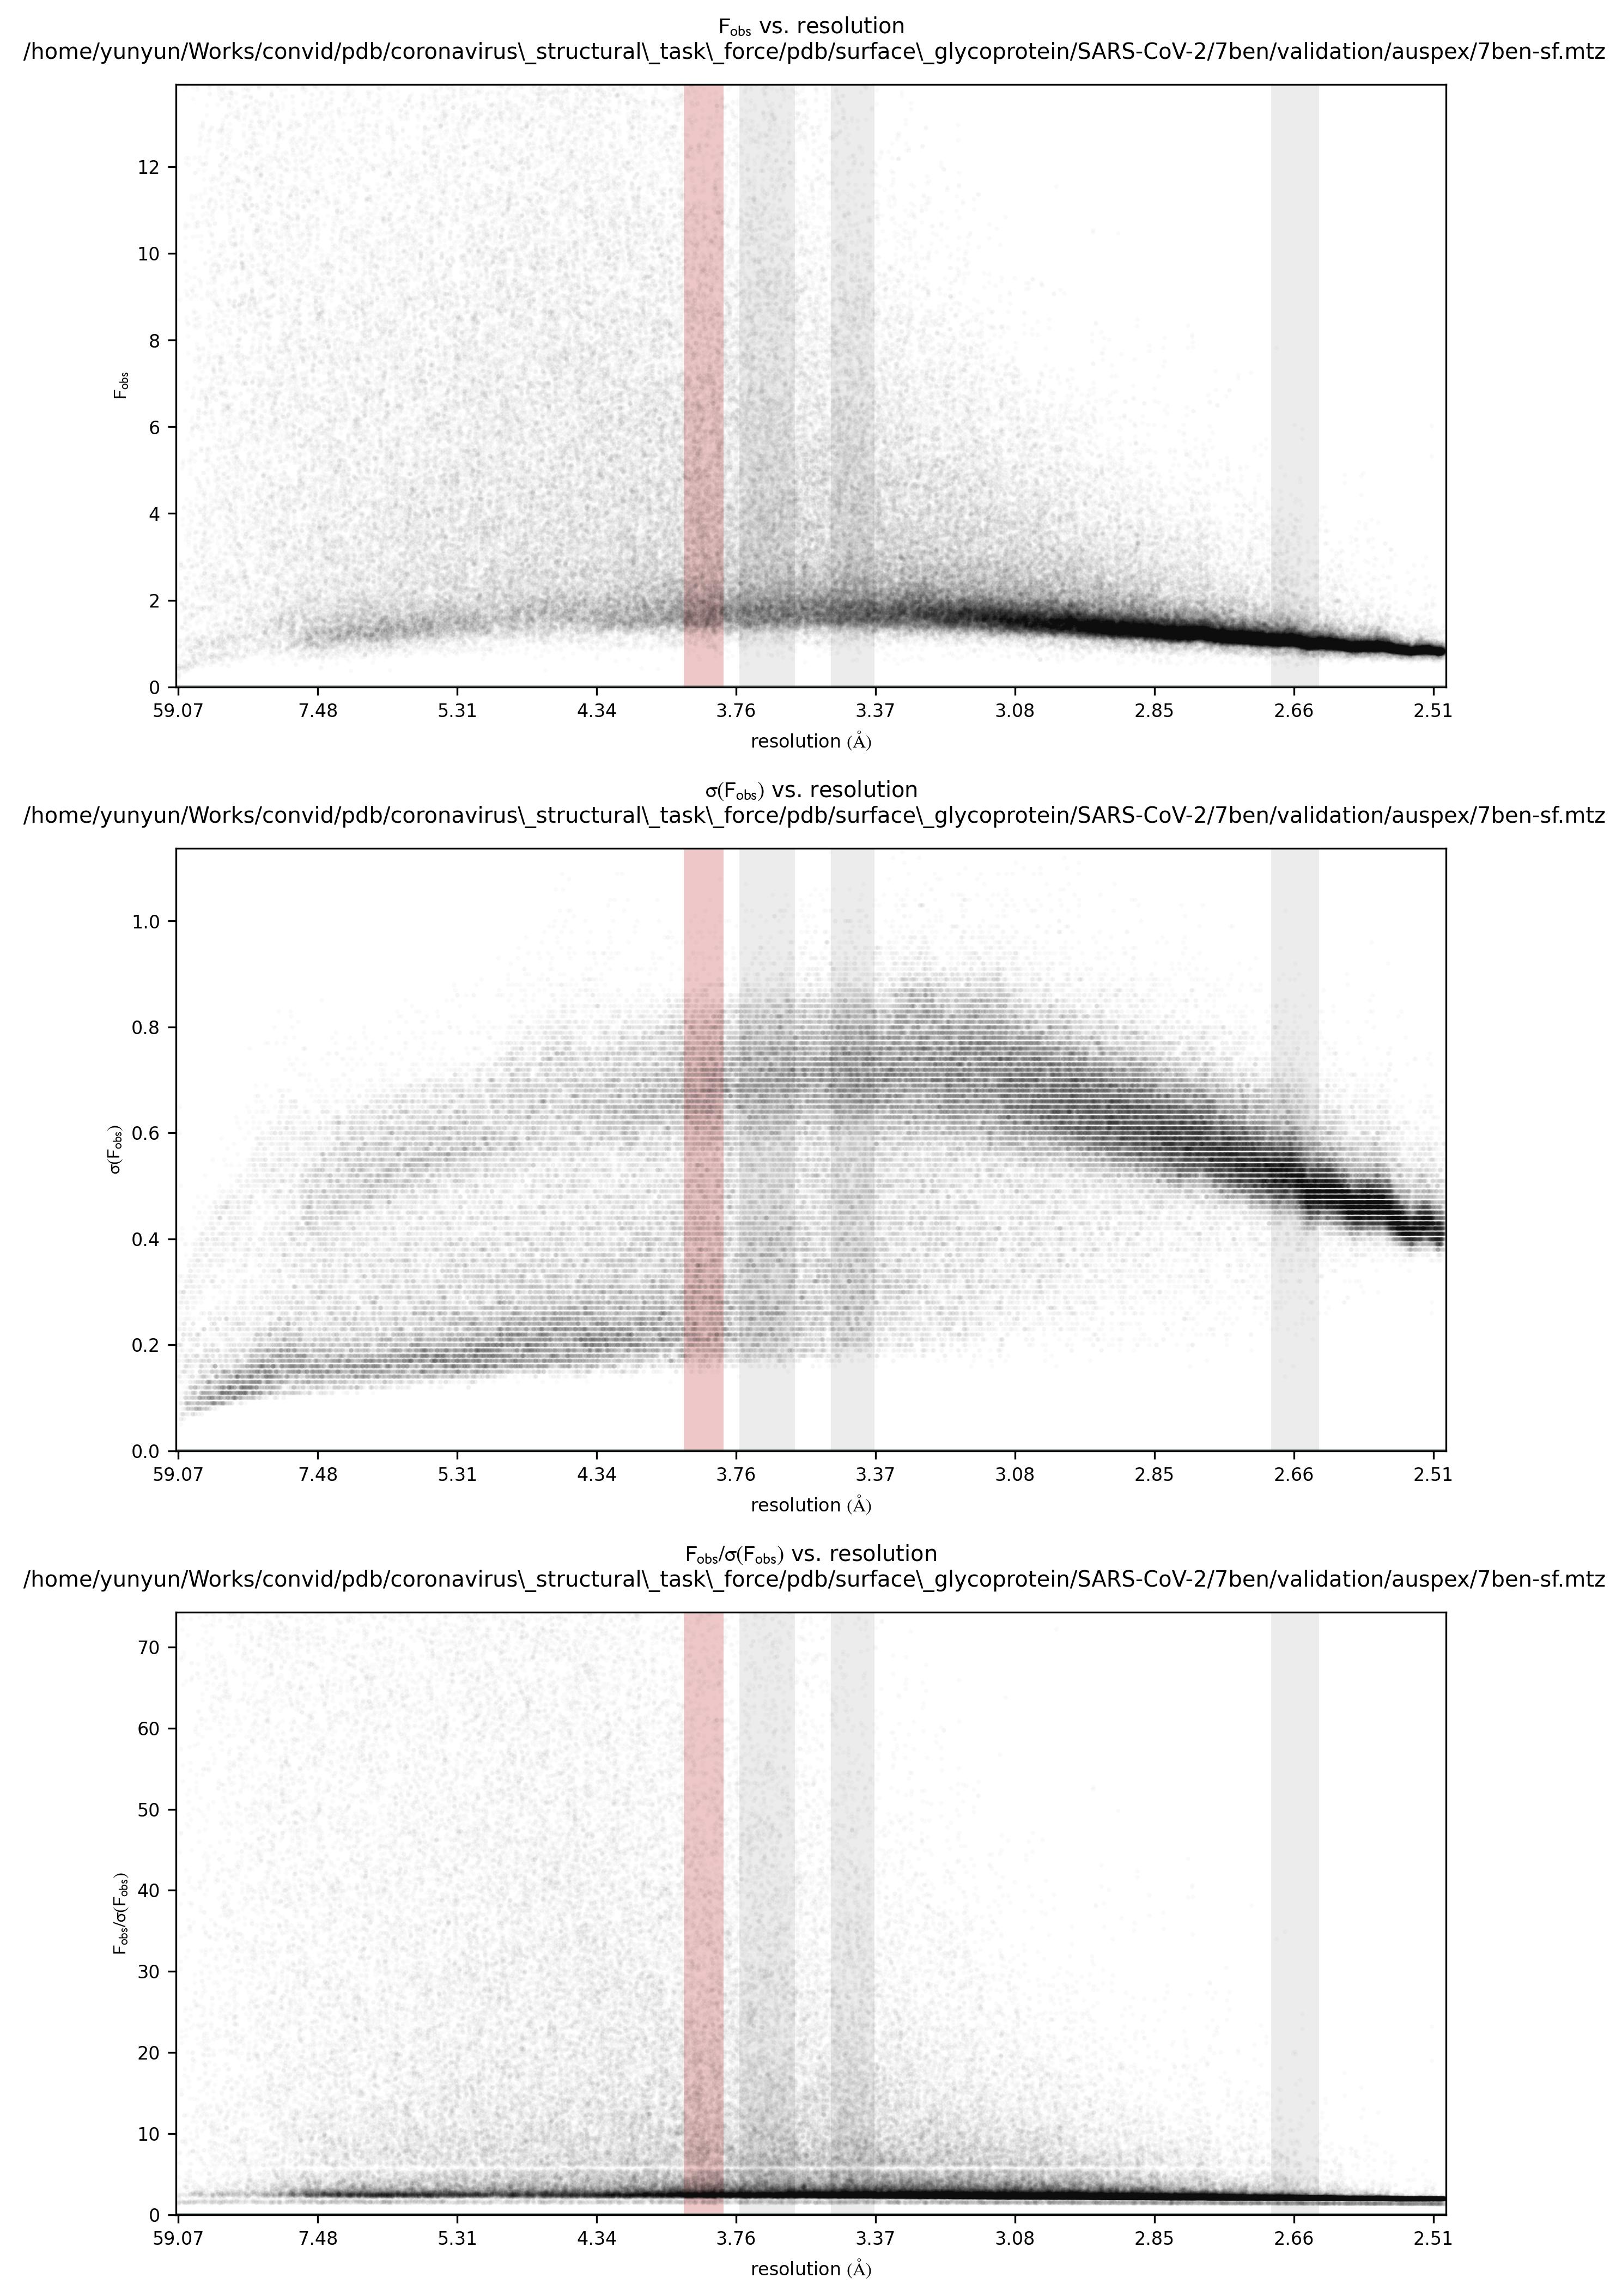 Fobs vs. resolution
/home/yunyun/Works/convid/pdb/coronavirus\_structural\_task\_force/pdb/surface\_glycoprotein/SARS-CoV-2/7ben/validation/auspex/7ben-sf.mtz
12
10
8
6
4
2
0
Fobs
59.07 7.48 5.31 4.34 3.76 3.37 3.08 2.85 2.66 2.51
resolution (Å)
σ(Fobs) vs. resolution
/home/yunyun/Works/convid/pdb/coronavirus\_structural\_task\_force/pdb/surface\_glycoprotein/SARS-CoV-2/7ben/validation/auspex/7ben-sf.mtz
1.0
0.8
0.6
0.4
0.2
0.0
σ(Fobs)
59.07 7.48 5.31 4.34 3.76 3.37 3.08 2.85 2.66 2.51
resolution (Å)
Fobs/σ(Fobs) vs. resolution
/home/yunyun/Works/convid/pdb/coronavirus\_structural\_task\_force/pdb/surface\_glycoprotein/SARS-CoV-2/7ben/validation/auspex/7ben-sf.mtz
70
60
50
40
30
20
10
0
Fobs/σ(Fobs)
59.07 7.48 5.31 4.34 3.76 3.37 3.08 2.85 2.66 2.51
resolution (Å)